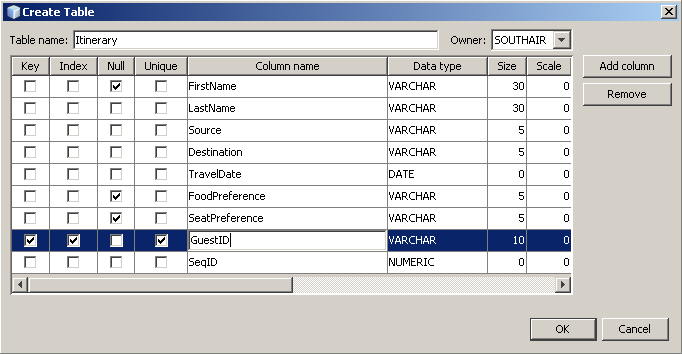 Create Table
Table name: Itinerary Owner: SOUTHAIR
Key Index Null Unique Column name Data type Size Scale Add column
FirstName VARCHAR 30 0 Remove
LastName VARCHAR 30 0
Source VARCHAR 5 0
Destination VARCHAR 5 0
TravelDate DATE 0 0
FoodPreference VARCHAR 5 0
SeatPreference VARCHAR 5 0
GuestID VARCHAR 10 0
SeqID NUMERIC 0 0
OK Cancel